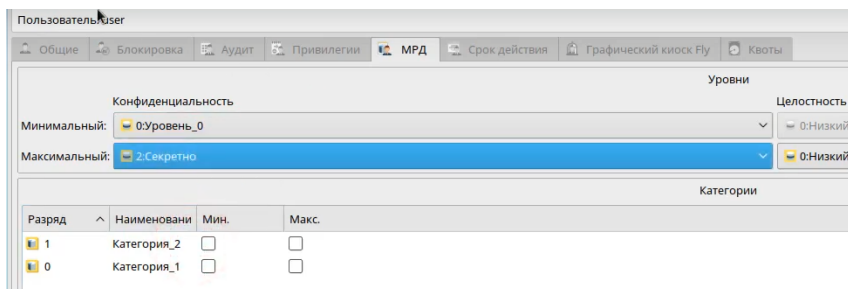 Пользователь:user
Общие Блокировка Аудит Привилегии МРД Срок действия Графический киоск Fly Квоты
Уровни
Конфиденциальность Целостность
Минимальный: 0:Уровень_0 0:Низкий
Максимальный: 2:Секретно 0:Низкий
Категории
Разряд Наименовани Мин. Макс.
1 Категория_2
0 Категория_1